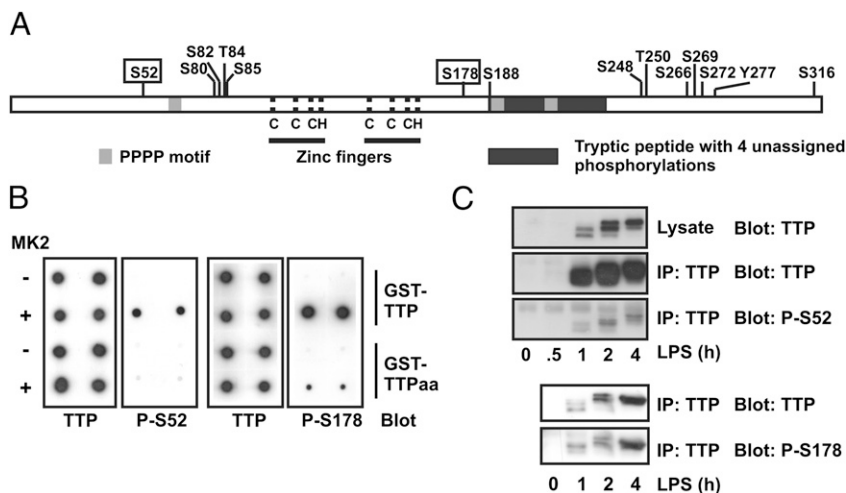 A
S82 T84
S80 S85
S52
S178 S188
S248 T250 S266 S269 S272 Y277
S316
C C CH C C CH
PPPP motif
Zinc fingers
Tryptic peptide with 4 unassigned
phosphorylations
B
MK2
-
+
-
+
GST-
TTP
GST-
TTPaa
TTP P-S52 TTP P-S178 Blot
C
Lysate Blot: TTP
IP: TTP Blot: TTP
IP: TTP Blot: P-S52
0 .5 1 2 4 LPS (h)
IP: TTP Blot: TTP
IP: TTP Blot: P-S178
0 1 2 4 LPS (h)